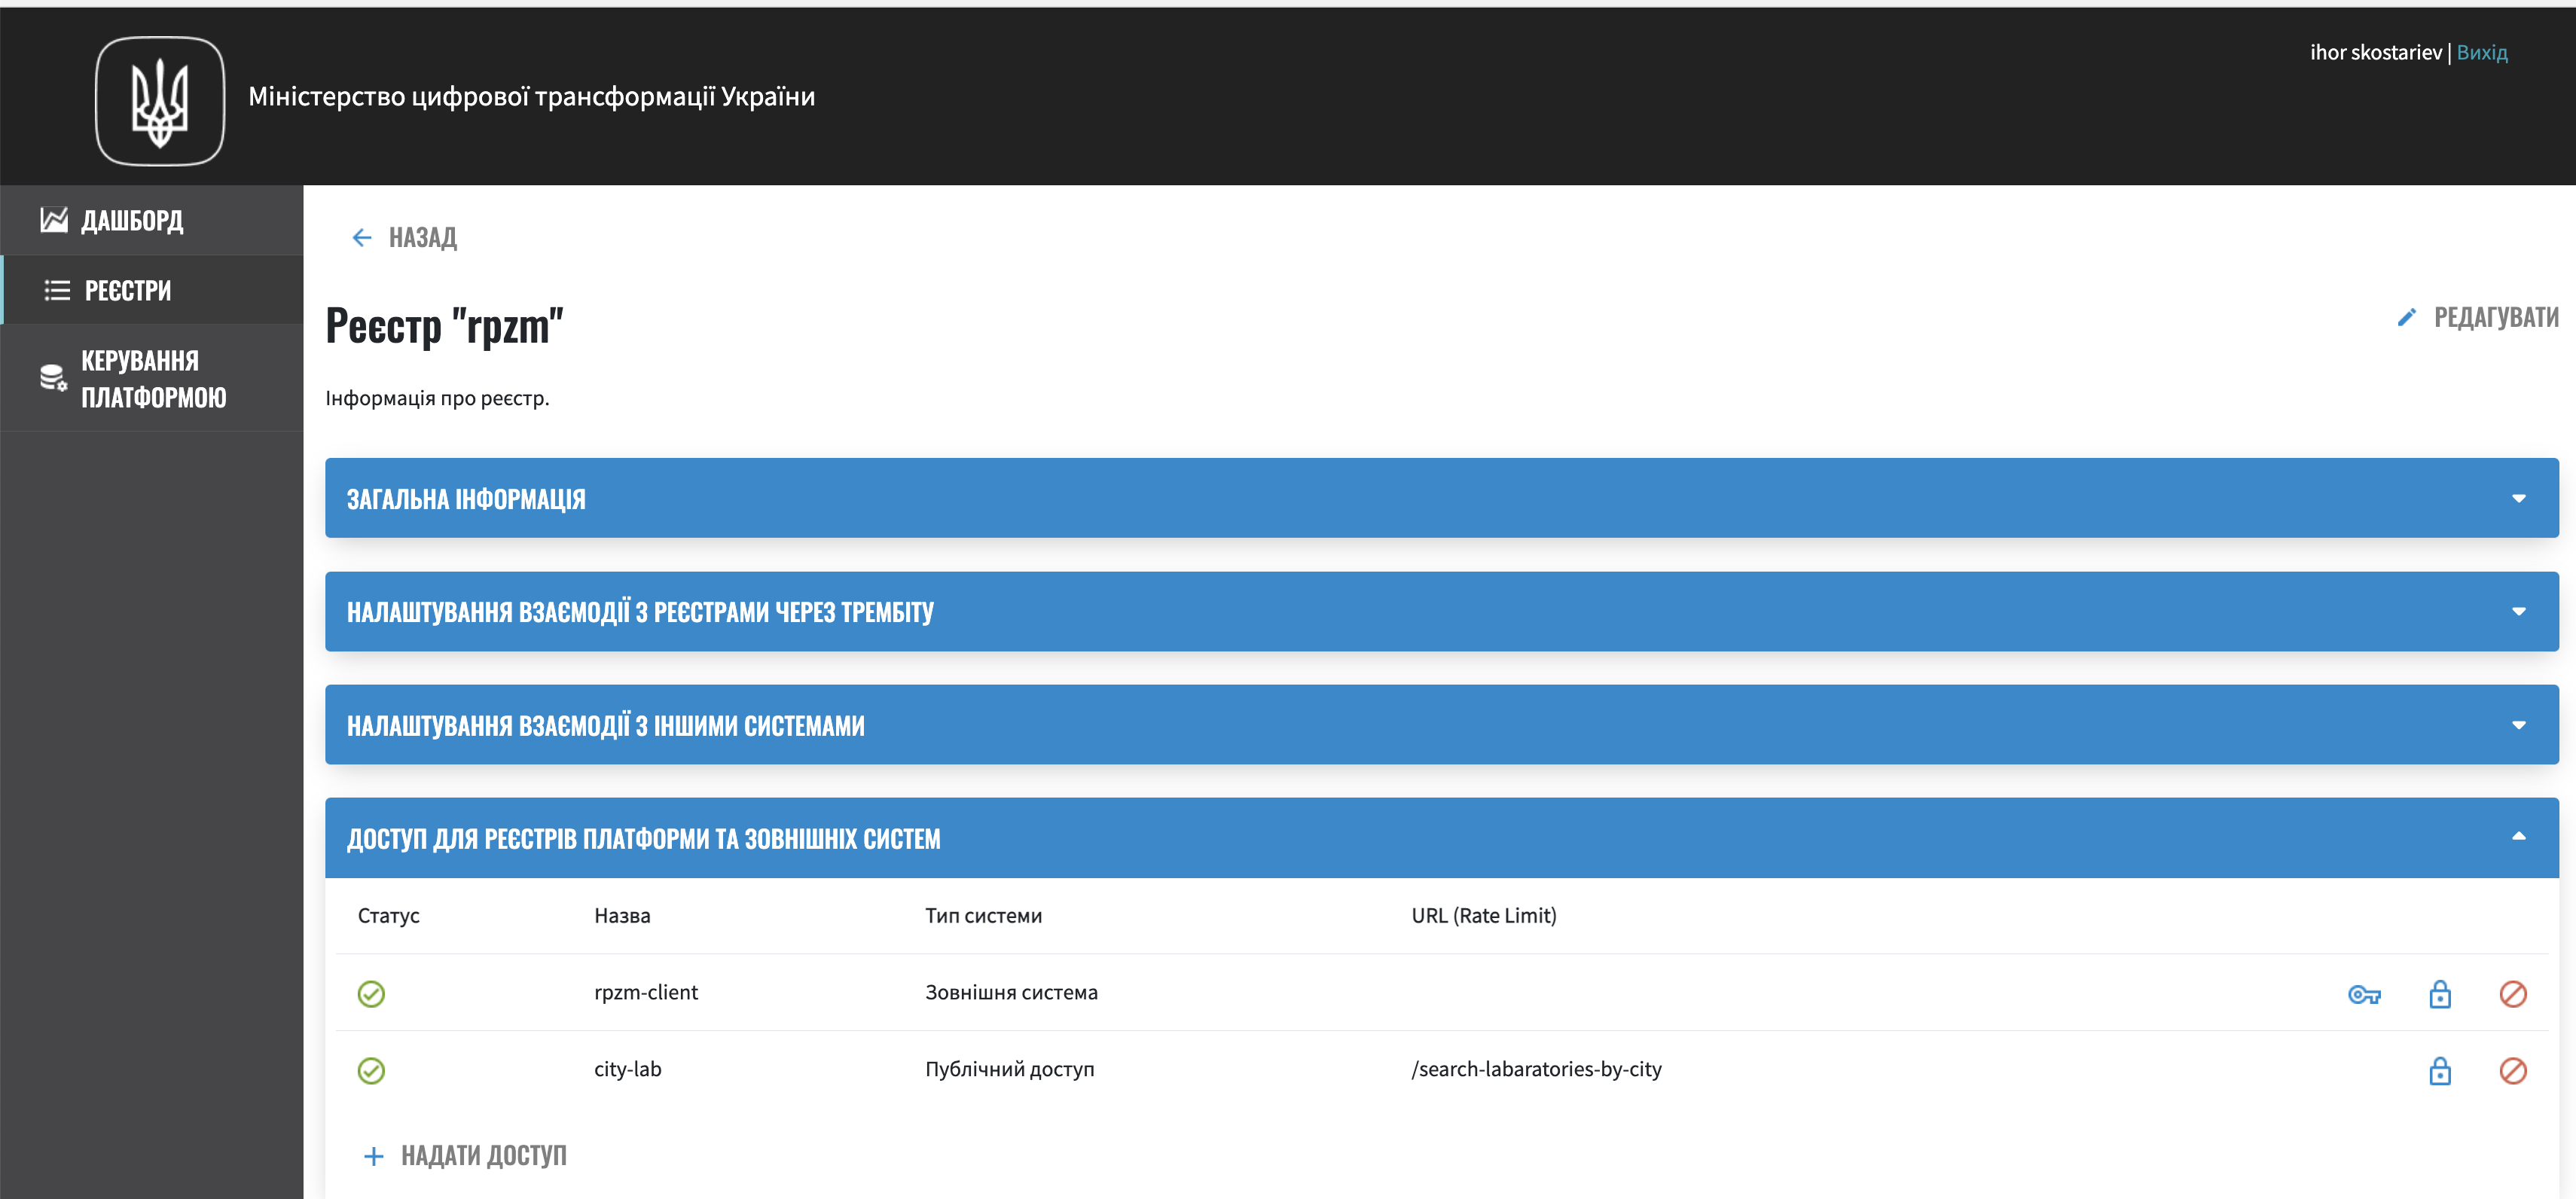 ihor skostariev | Вихід
Міністерство цифрової трансформації України
ДАШБОРД
РЕЄСТРИ
КЕРУВАННЯ
ПЛАТФОРМОЮ
НАЗАД
Реєстр "rpzm"
РЕДАГУВАТИ
Інформація про реєстр.
ЗАГАЛЬНА ІНФОРМАЦІЯ
НАЛАШТУВАННЯ ВЗАЄМОДІЇ З РЕЄСТРАМИ ЧЕРЕЗ ТРЕМБІТУ
НАЛАШТУВАННЯ ВЗАЄМОДІЇ З ІНШИМИ СИСТЕМАМИ
ДОСТУП ДЛЯ РЕЄСТРІВ ПЛАТФОРМИ ТА ЗОВНІШНІХ СИСТЕМ
Статус Назва Тип системи URL (Rate Limit)
rpzm-client Зовнішня система
city-lab Публічний доступ /search-labaratories-by-city
НАДАТИ ДОСТУП